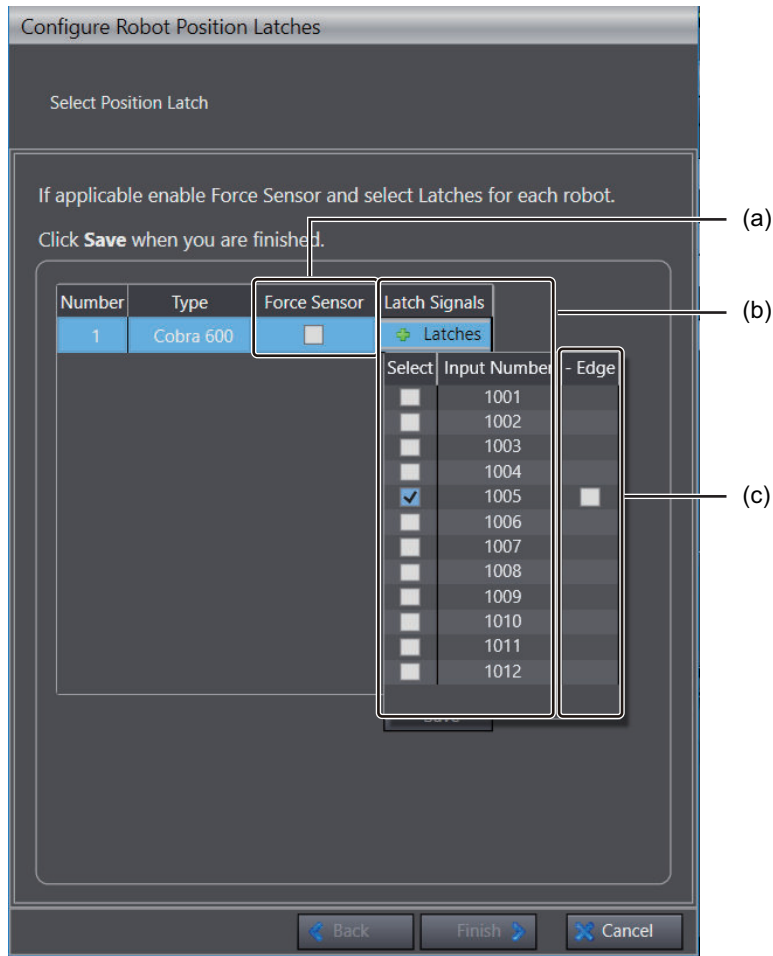 Configure Robot Position Latches
Select Position Latch
If applicable enable Force Sensor and select Latches for each robot.
(a)
Click Save when you are finished.
Number Type Force Sensor Latch Signals
(b)
1 Cobra 600 Latches
Select Input Number - Edge
1001
1002
1003
1004
1005
(c)
1006
1007
1008
1009
1010
1011
1012
Save
Back Finish Cancel